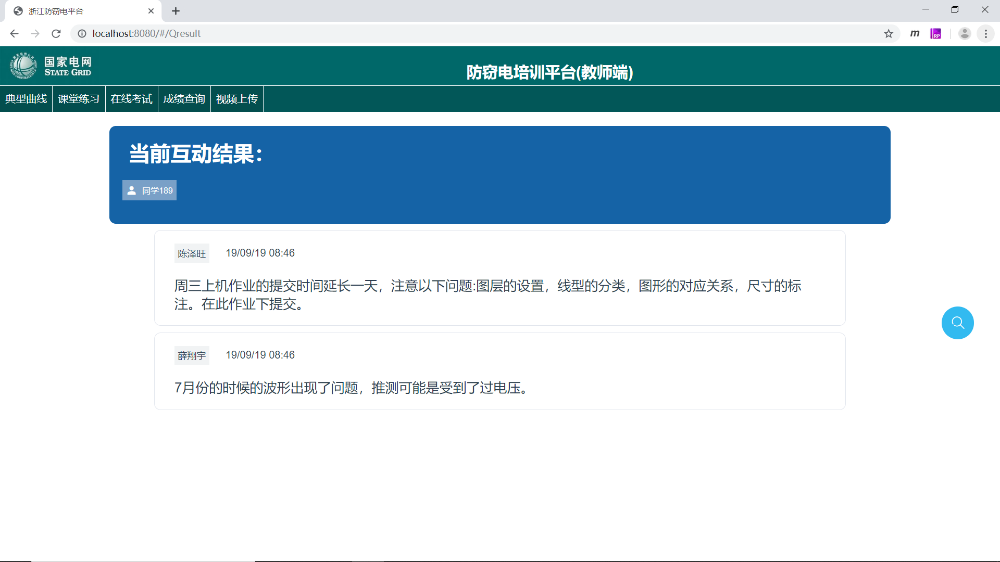 浙江防窃电平台
localhost:8080/#/Qresult
m
RP
国家电网
STATE GRID
防窃电培训平台(教师端)
典型曲线 课堂练习 在线考试 成绩查询 视频上传
当前互动结果：
同学189
陈泽旺 19/09/19 08:46
周三上机作业的提交时间延长一天，注意以下问题:图层的设置，线型的分类，图形的对应关系，尺寸的标
注。在此作业下提交。
薛翔宇 19/09/19 08:46
7月份的时候的波形出现了问题，推测可能是受到了过电压。